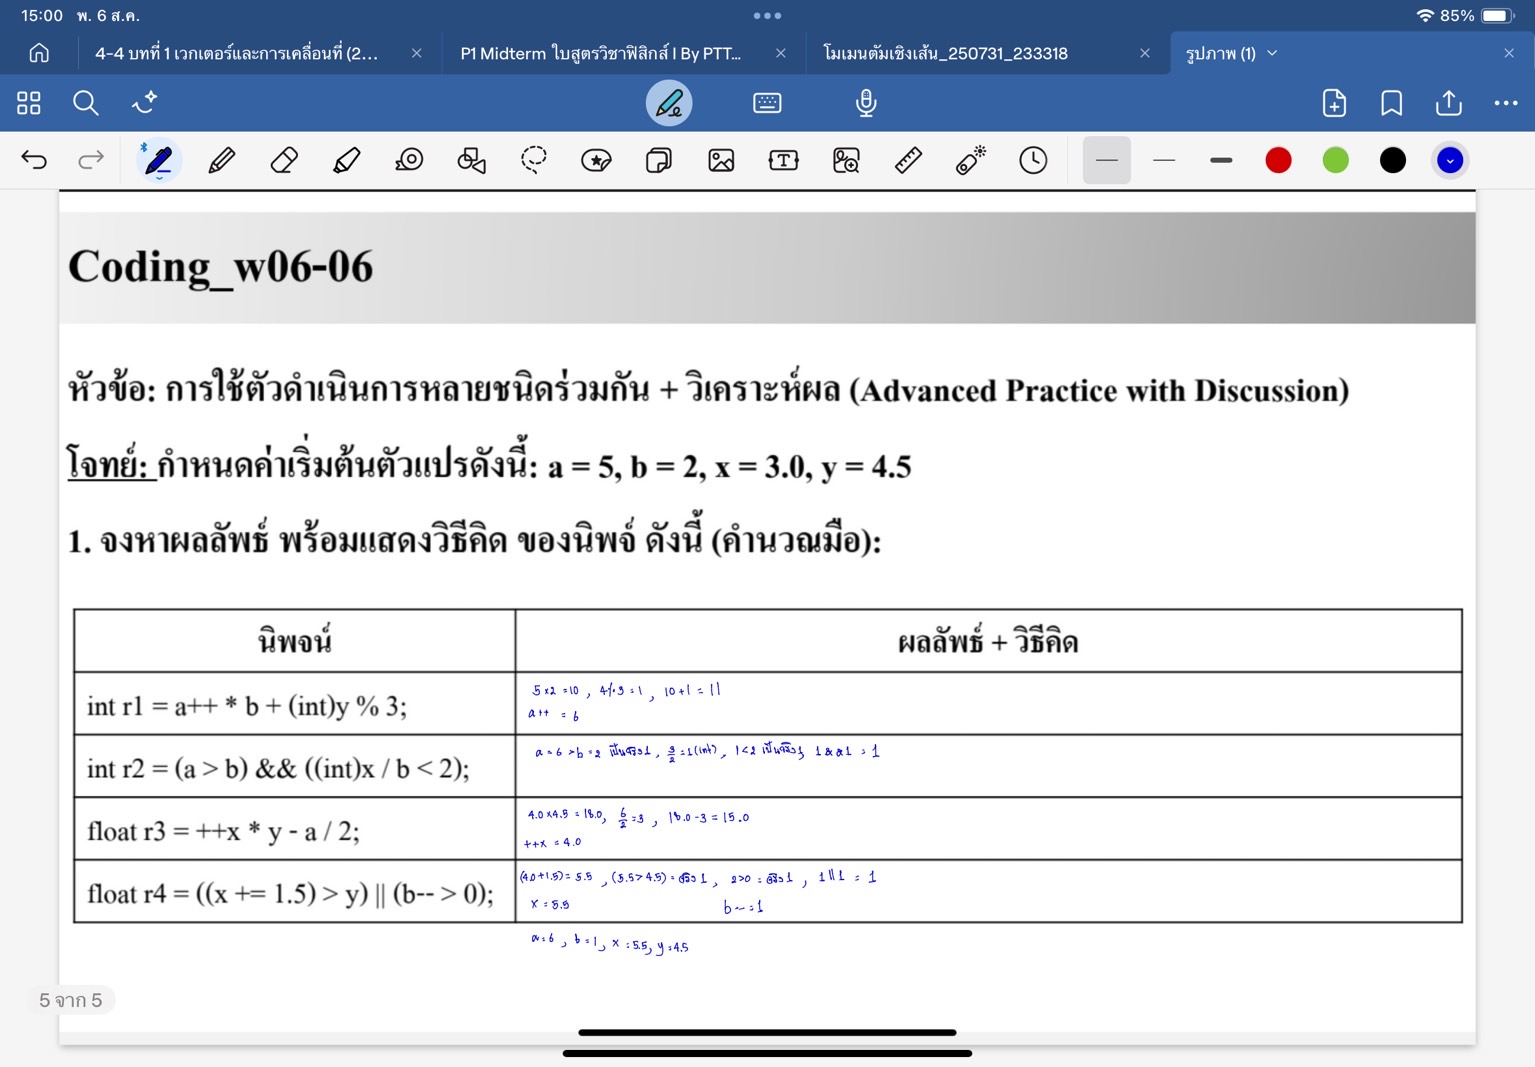 15:00 พ. 6 ส.ค.
85%
4-4 บทที่ 1 เวกเตอร์และการเคลื่อนที่ (2...
P1 Midterm ใบสูตรวิชาฟิสิกส์ I By PTT...
โมเมนตัมเชิงเส้น_250731_233318
รูปภาพ (1)
Coding_w06-06
หัวข้อ: การใช้ตัวดำเนินการหลายชนิดร่วมกัน + วิเคราะห์ผล (Advanced Practice with Discussion)
โจทย์: กำหนดค่าเริ่มต้นตัวแปรดังนี้: a = 5, b = 2, x = 3.0, y = 4.5
1. จงหาผลลัพธ์ พร้อมแสดงวิธีคิด ของนิพจ์ ดังนี้ (คำนวณมือ):
นิพจน์ ผลลัพธ์ + วิธีคิด
int r1 = a++ * b + (int)y % 3;
5×2 =10 , 4%3 =1 , 10+1 = 11
a++ = 6
int r2 = (a > b) && ((int)x / b < 2);
a=6 >b=2 เป็นจริง1 , 3/2 =1(int), 1<2 เป็นจริง1, 1&&1 = 1
float r3 = ++x * y - a / 2;
4.0×4.5 =18.0, 6/2 =3 , 18.0-3 =15.0
++x = 4.0
float r4 = ((x += 1.5) > y) || (b-- > 0);
(4.0+1.5)= 5.5 , (5.5>4.5) = จริง 1 , 2>0 = จริง 1 , 1||1 = 1
x = 5.5 b-- =1
a=6 , b=1, x =5.5, y=4.5
5 จาก 5